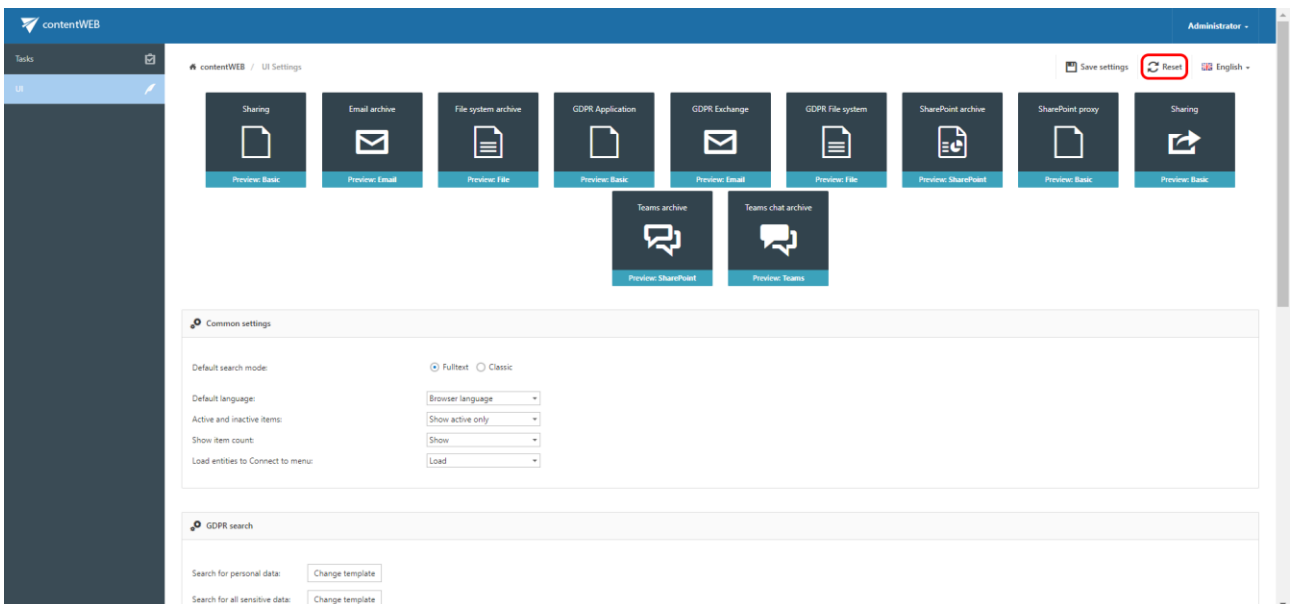 contentWEB
Administrator
Tasks
UI
contentWEB / UI Settings
Save settings
Reset
English
Sharing
Email archive
File system archive
GDPR Application
GDPR Exchange
GDPR File system
SharePoint archive
SharePoint proxy
Sharing
Preview: Basic
Preview: Email
Preview: File
Preview: Basic
Preview: Email
Preview: File
Preview: SharePoint
Preview: Basic
Preview: Basic
Teams archive
Teams chat archive
Preview: SharePoint
Preview: Teams
Common settings
Default search mode: Fulltext Classic
Default language: Browser language
Active and inactive items: Show active only
Show item count: Show
Load entities to Connect to menu: Load
GDPR search
Search for personal data: Change template
Search for all sensitive data: Change template